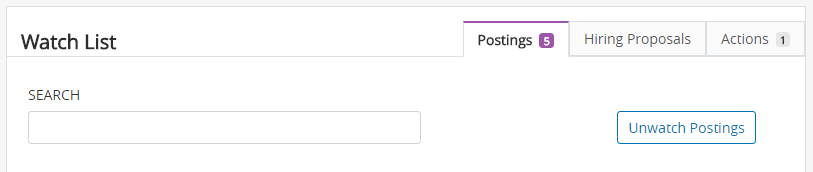 Watch List
Postings 5
Hiring Proposals
Actions 1
SEARCH
Unwatch Postings